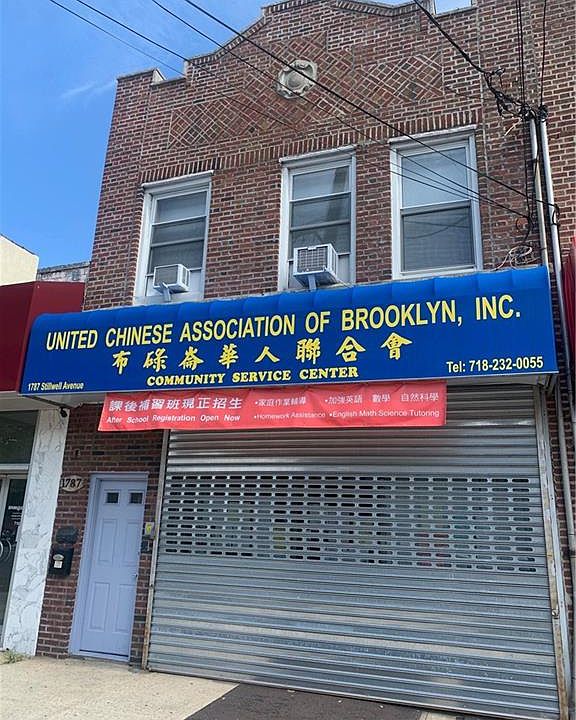 UNITED CHINESE ASSOCIATION OF BROOKLYN, INC.
布碌崙華人聯合會
COMMUNITY SERVICE CENTER
1787 Stillwell Avenue
Tel: 718-232-0055
課後補習班現正招生 •家庭作業輔導 •加強英語 數學 自然科學
After School Registration Open Now •Homework Assistance •English Math Science Tutoring
1787